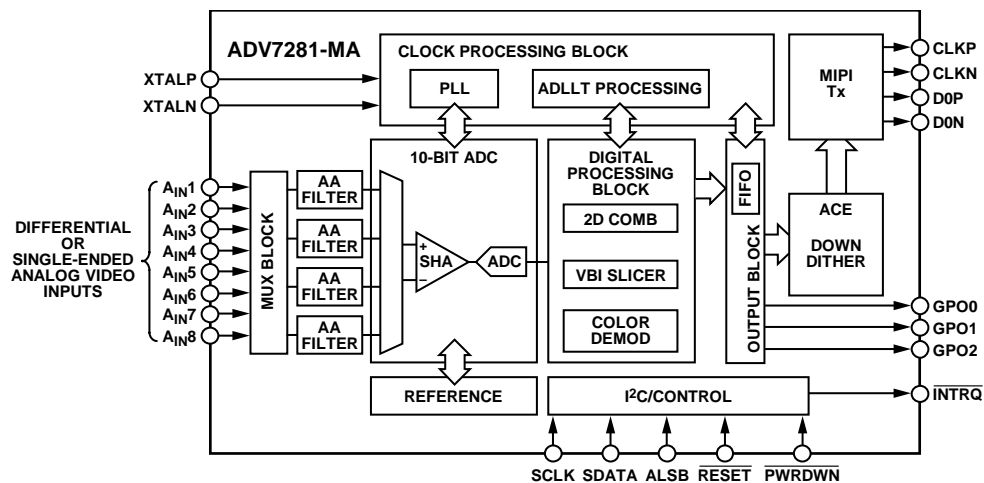 ADV7281-MA
CLOCK PROCESSING BLOCK
PLL
ADLLT PROCESSING
XTALP
XTALN
MIPI
Tx
CLKP
CLKN
D0P
D0N
10-BIT ADC
DIGITAL
PROCESSING
BLOCK
2D COMB
VBI SLICER
COLOR
DEMOD
FIFO
OUTPUT BLOCK
ACE
DOWN
DITHER
DIFFERENTIAL
OR
SINGLE-ENDED
ANALOG VIDEO
INPUTS
AIN1
AIN2
AIN3
AIN4
AIN5
AIN6
AIN7
AIN8
MUX BLOCK
AA
FILTER
AA
FILTER
AA
FILTER
AA
FILTER
+
SHA
–
ADC
GPO0
GPO1
GPO2
REFERENCE
I2C/CONTROL
INTRQ
SCLK SDATA ALSB RESET PWRDWN